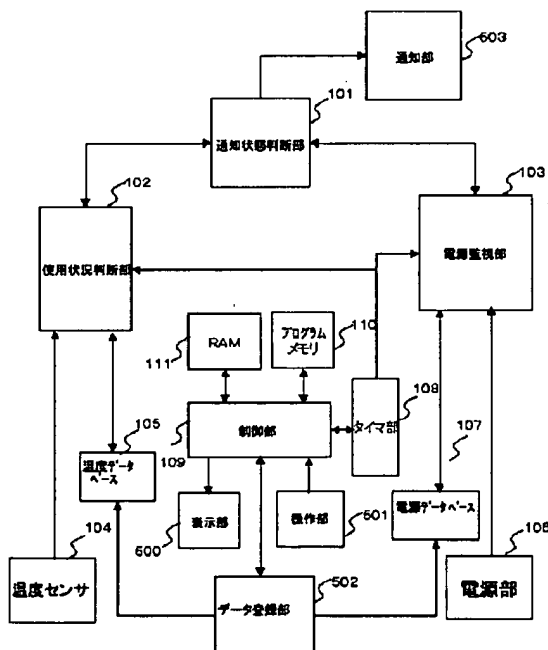 503
通知部
101
通知状態判断部
102
使用状況判断部
103
電源監視部
RAM
111
プログラム
メモリ
110
制御部
109
タイマ部
108
107
105
温度データ
ベース
表示部
500
操作部
501
電源データベース
104
温度センサ
データ登録部
502
106
電源部